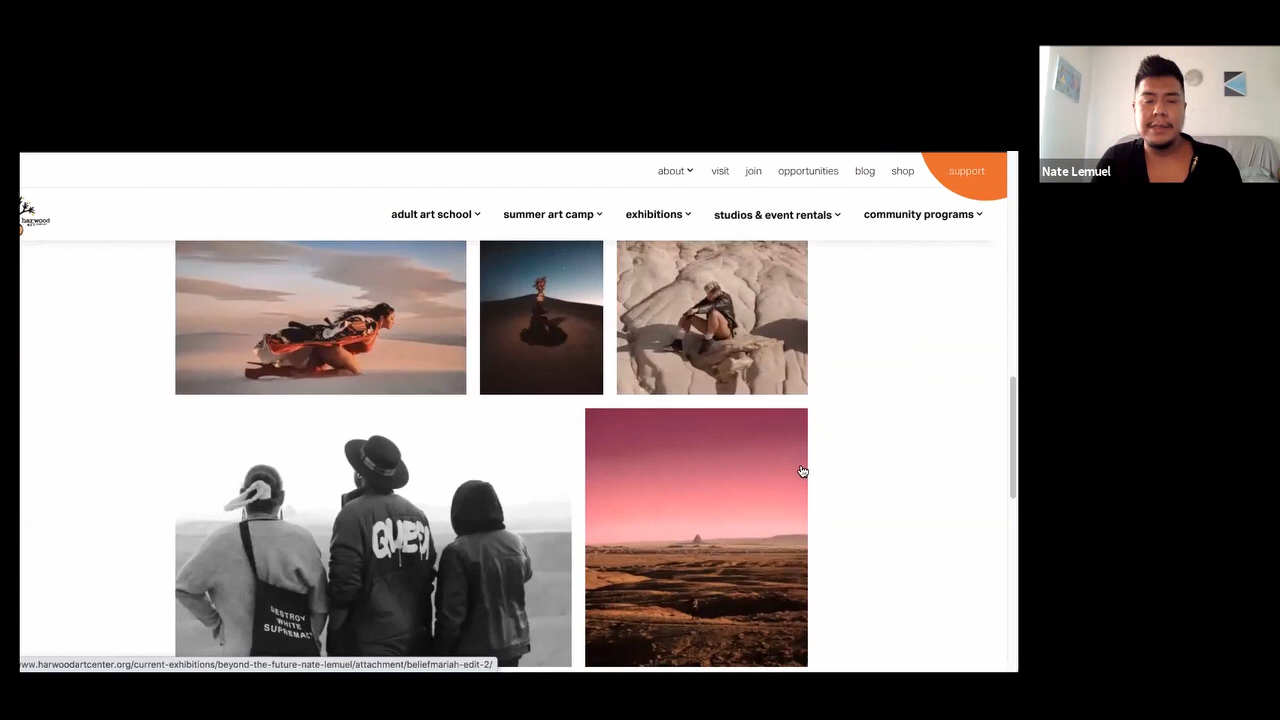 about visit join opportunities blog shop support
harwood
adult art school summer art camp exhibitions studios & event rentals community programs
Nate Lemuel
QUEER
DESTROY
WHITE
SUPREMACY
www.harwoodartcenter.org/current-exhibitions/beyond-the-future-nate-lemuel/attachment/beliefmariah-edit-2/